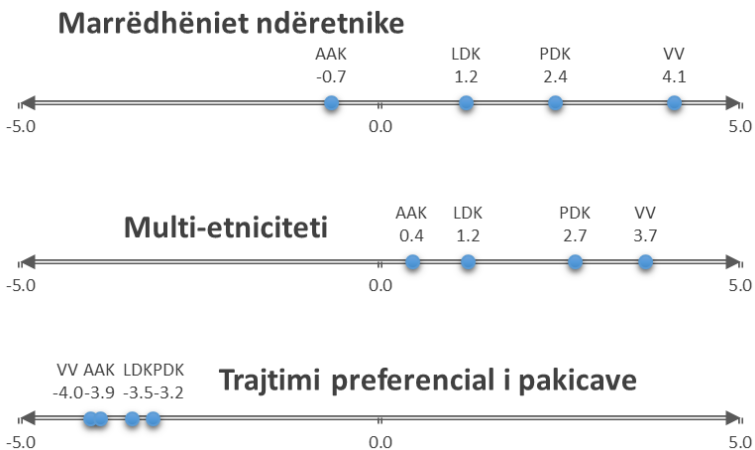 Marrëdhëniet ndëretnike
AAK LDK PDK VV
-0.7 1.2 2.4 4.1
-5.0 0.0 5.0
Multi-etniciteti
AAK LDK PDK VV
0.4 1.2 2.7 3.7
-5.0 0.0 5.0
Trajtimi preferencial i pakicave
VV AAK LDKPDK
-4.0-3.9 -3.5-3.2
-5.0 0.0 5.0